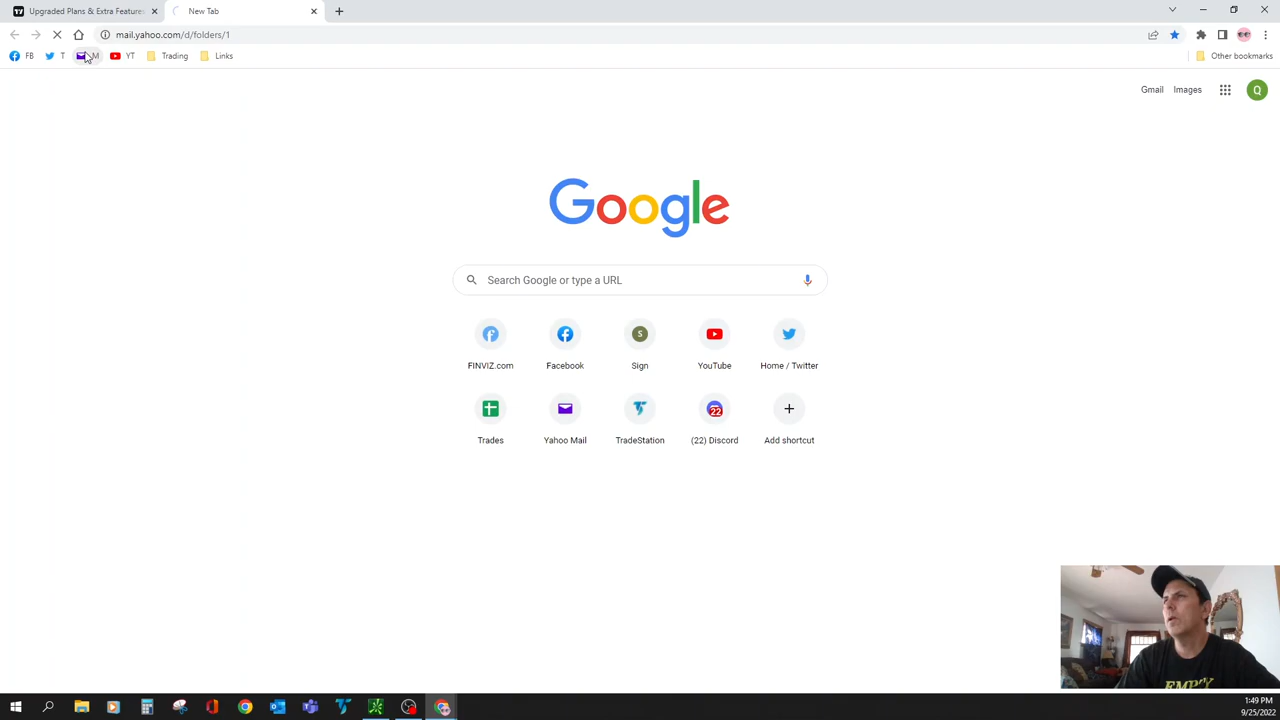 Upgraded Plans & Extra Features
New Tab
mail.yahoo.com/d/folders/1
FB
T
M
YT
Trading
Links
Other bookmarks
Gmail
Images
Q
Google
Search Google or type a URL
S
FINVIZ.com
Facebook
Sign
YouTube
Home / Twitter
22
Trades
Yahoo Mail
TradeStation
(22) Discord
Add shortcut
EMPTY
1:49 PM
9/25/2022